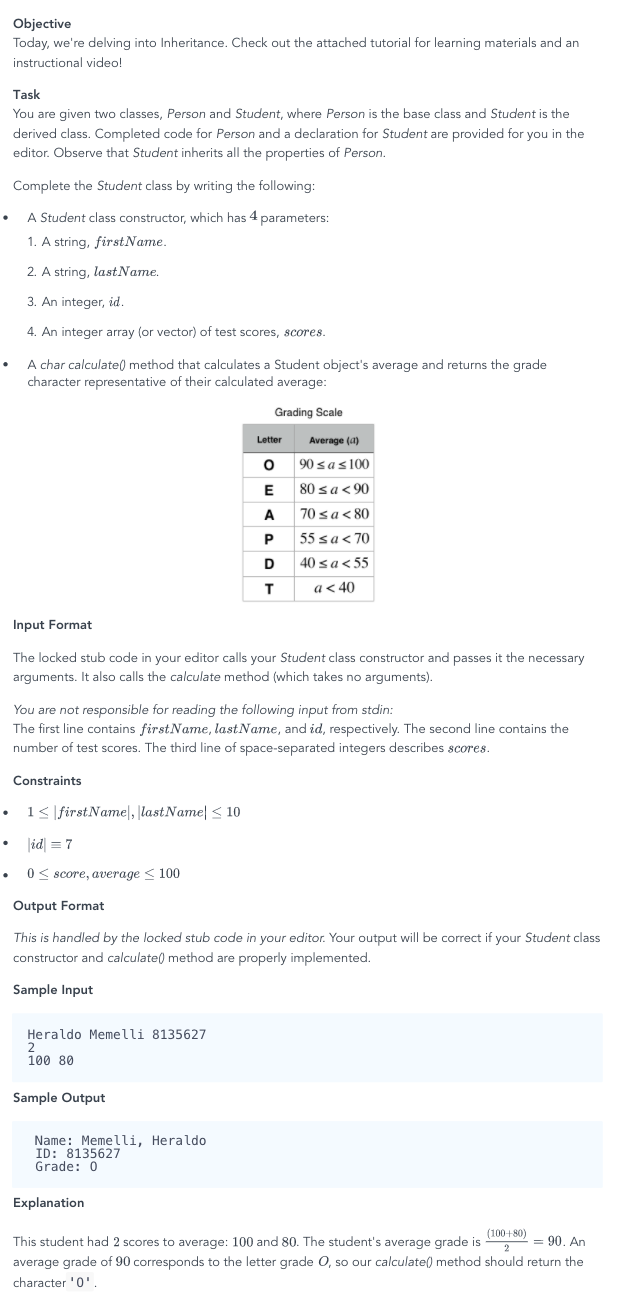 Objective
Today, we're delving into Inheritance. Check out the attached tutorial for learning materials and an
instructional video!
Task
You are given two classes, Person and Student, where Person is the base class and Student is the
derived class. Completed code for Person and a declaration for Student are provided for you in the
editor. Observe that Student inherits all the properties of Person.
Complete the Student class by writing the following:
• A Student class constructor, which has 4 parameters:
1. A string, firstName.
2. A string, lastName.
3. An integer, id.
4. An integer array (or vector) of test scores, scores.
• A char calculate() method that calculates a Student object's average and returns the grade
character representative of their calculated average:
Grading Scale
Letter Average (a)
O 90 ≤ a ≤ 100
E 80 ≤ a < 90
A 70 ≤ a < 80
P 55 ≤ a < 70
D 40 ≤ a < 55
T a < 40
Input Format
The locked stub code in your editor calls your Student class constructor and passes it the necessary
arguments. It also calls the calculate method (which takes no arguments).
You are not responsible for reading the following input from stdin:
The first line contains firstName, lastName, and id, respectively. The second line contains the
number of test scores. The third line of space-separated integers describes scores.
Constraints
• 1 ≤ |firstName|, |lastName| ≤ 10
• |id| ≡ 7
• 0 ≤ score, average ≤ 100
Output Format
This is handled by the locked stub code in your editor. Your output will be correct if your Student class
constructor and calculate() method are properly implemented.
Sample Input
Heraldo Memelli 8135627
2
100 80
Sample Output
Name: Memelli, Heraldo
ID: 8135627
Grade: O
Explanation
This student had 2 scores to average: 100 and 80. The student's average grade is (100+80)/2 = 90. An
average grade of 90 corresponds to the letter grade O, so our calculate() method should return the
character 'O'.